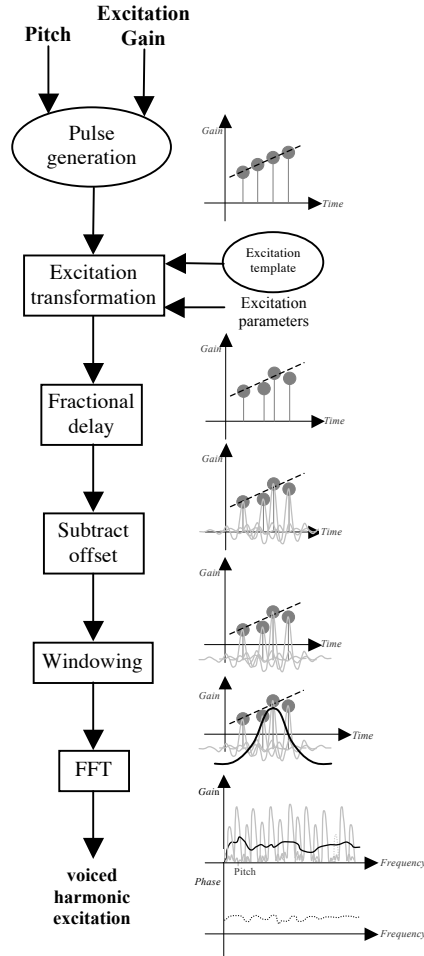 Pitch
Excitation
Gain
Pulse
generation
Gain
Time
Excitation
transformation
Excitation
template
Excitation
parameters
Gain
Time
Fractional
delay
Gain
Time
Subtract
offset
Gain
Time
Windowing
Gain
Time
FFT
Gain
Frequency
Pitch
Phase
Frequency
voiced
harmonic
excitation